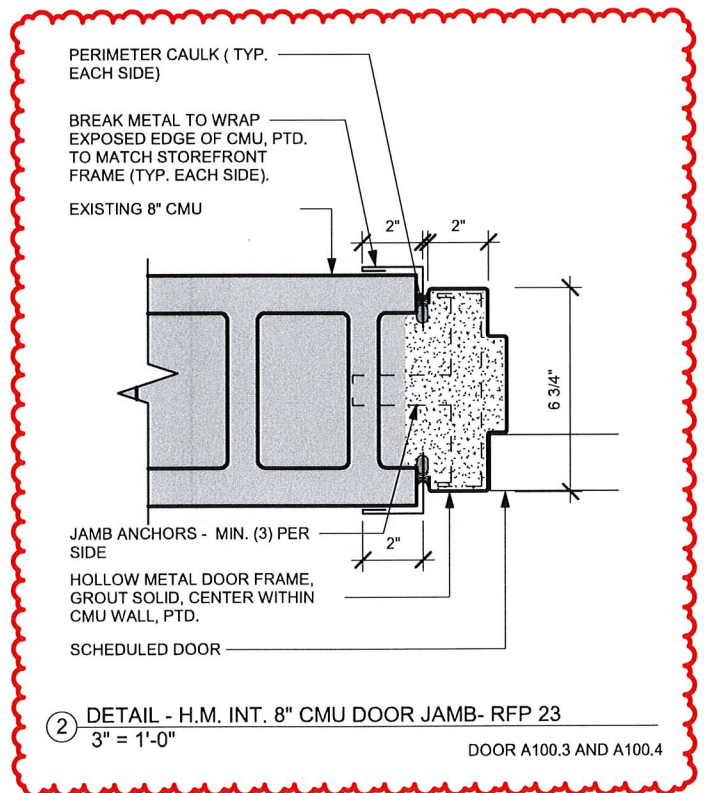 PERIMETER CAULK ( TYP.
EACH SIDE)
BREAK METAL TO WRAP
EXPOSED EDGE OF CMU, PTD.
TO MATCH STOREFRONT
FRAME (TYP. EACH SIDE).
EXISTING 8" CMU
2" 2"
6 3/4"
JAMB ANCHORS - MIN. (3) PER
SIDE
2"
HOLLOW METAL DOOR FRAME,
GROUT SOLID, CENTER WITHIN
CMU WALL, PTD.
SCHEDULED DOOR
2 DETAIL - H.M. INT. 8" CMU DOOR JAMB- RFP 23
3" = 1'-0"
DOOR A100.3 AND A100.4